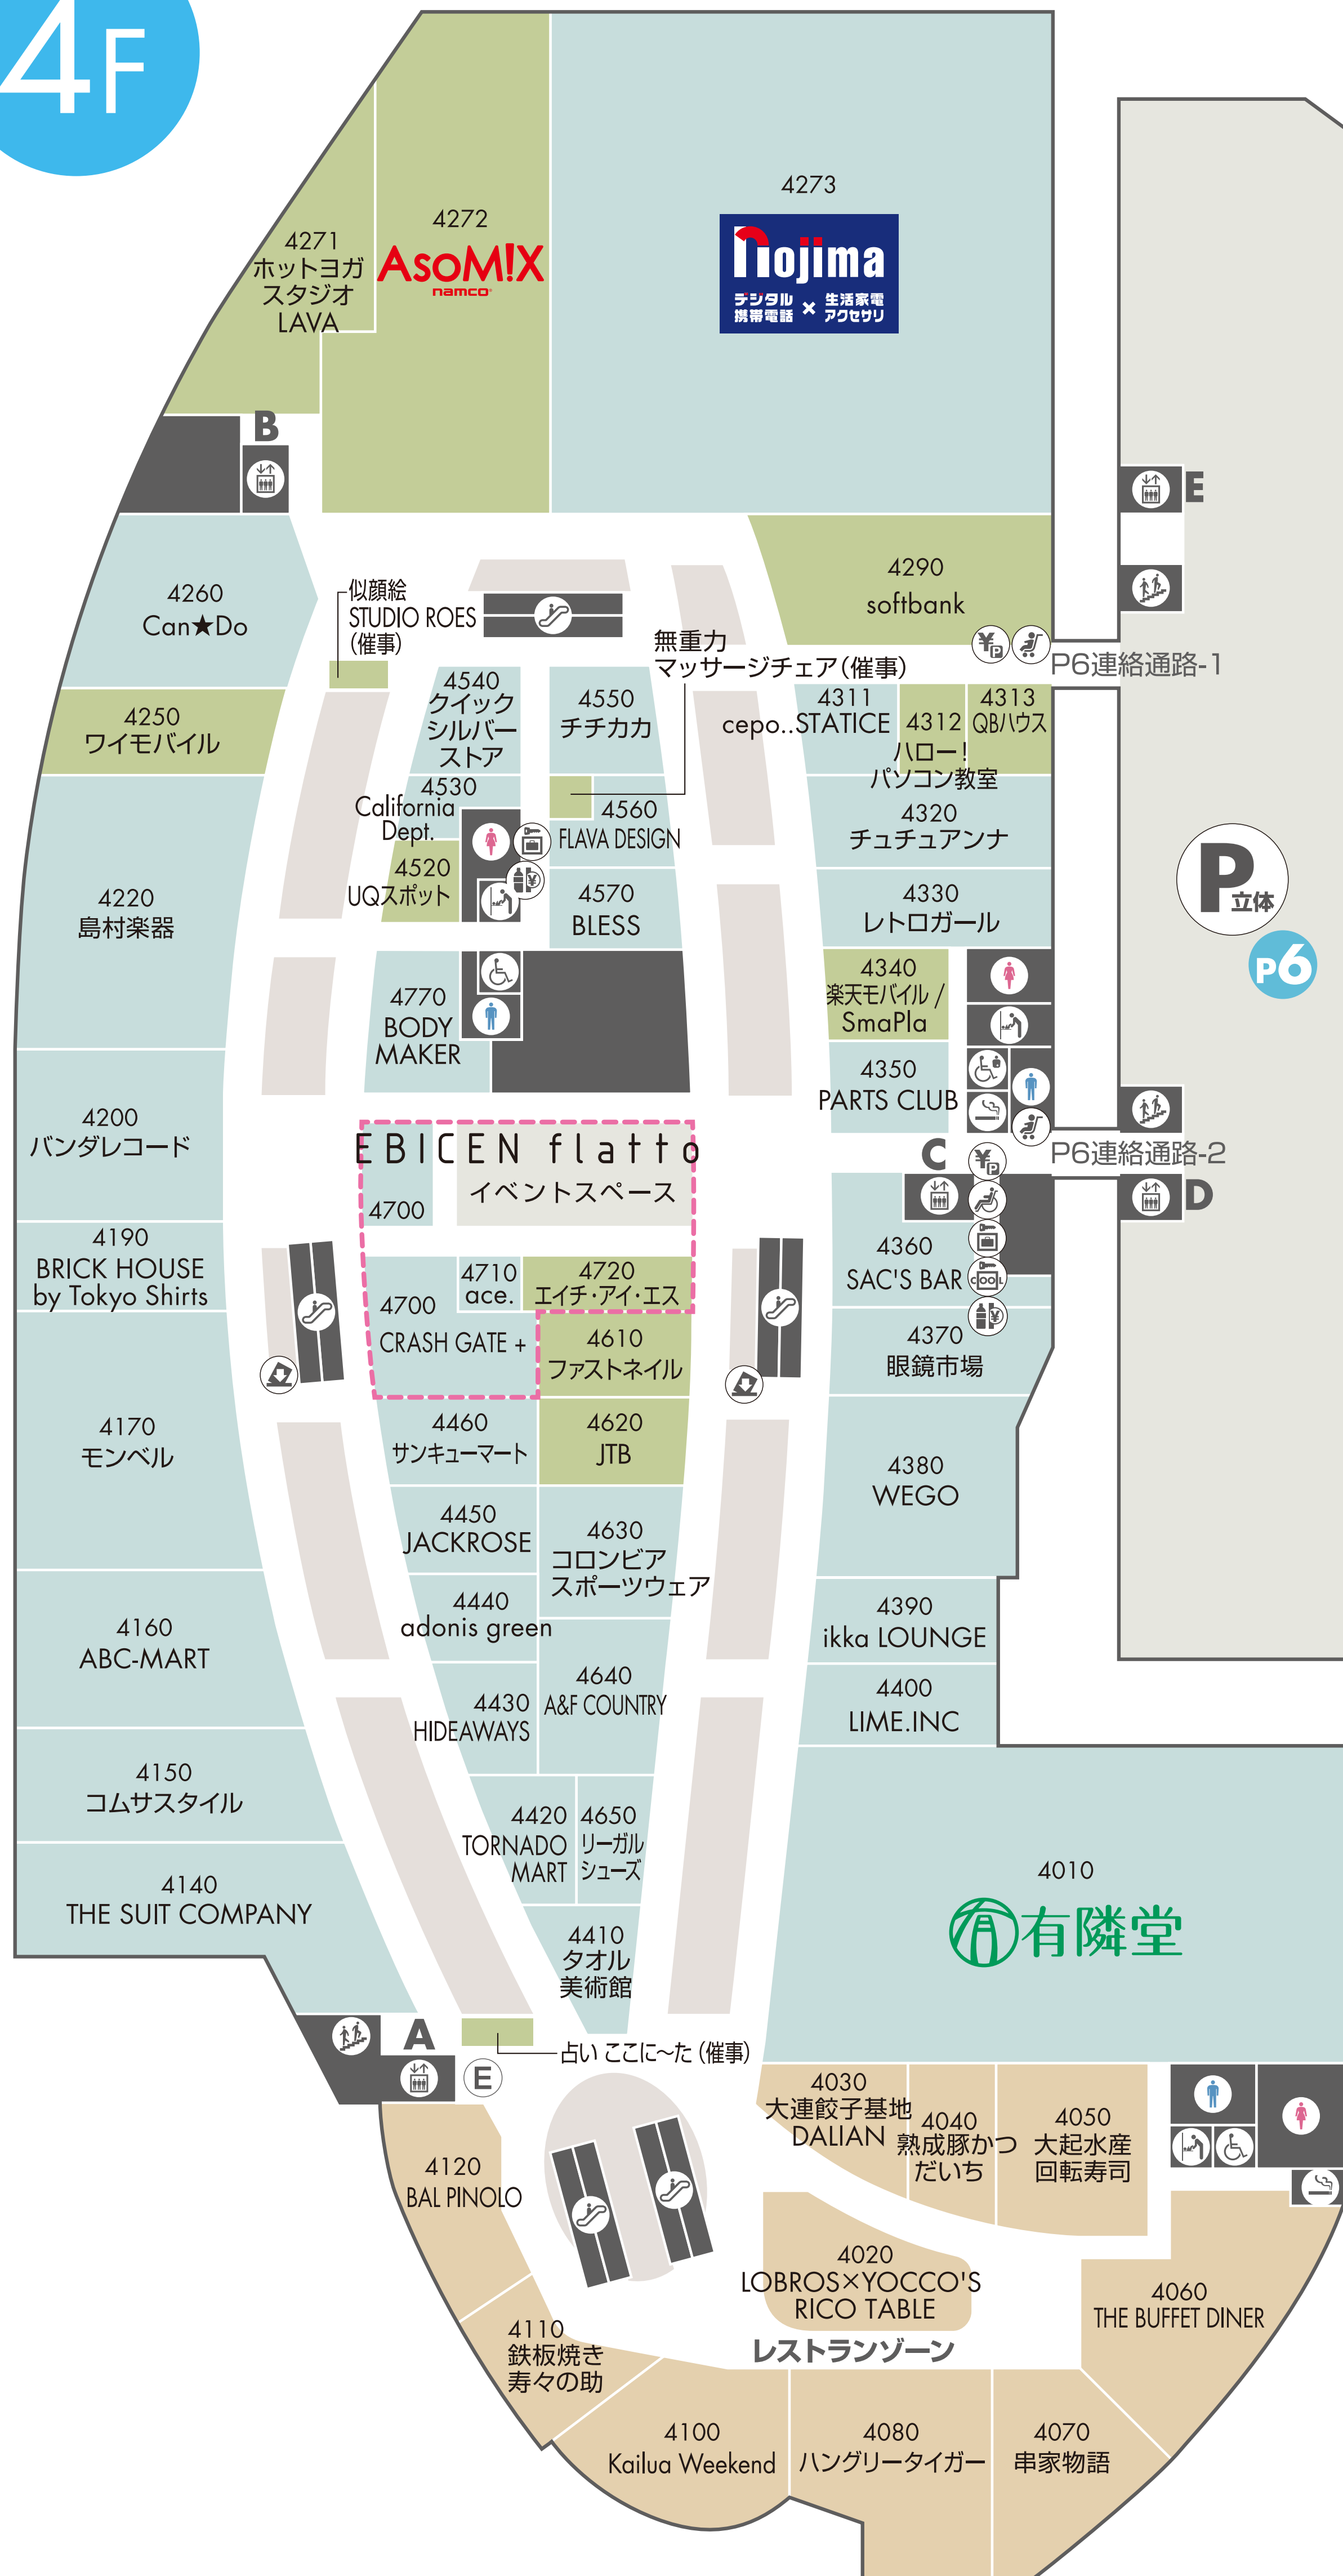 4F
4273
nojima
デジタル
携帯電話
×
生活家電
アクセサリ
4272
AsoM!X
namco
4271
ホットヨガ
スタジオ
LAVA
B
E
4290
softbank
4260
Can★Do
似顔絵
STUDIO ROES
(催事)
無重力
マッサージチェア(催事)
P6連絡通路-1
4250
ワイモバイル
4540
クイック
シルバー
ストア
4550
チチカカ
4311
cepo..STATICE
4312
ハロー!
パソコン教室
4313
QBハウス
4530
California
Dept.
4560
FLAVA DESIGN
4320
チュチュアンナ
4520
UQスポット
4570
BLESS
4330
レトロガール
P
立体
P6
4220
島村楽器
4770
BODY
MAKER
4340
楽天モバイル /
SmaPla
4350
PARTS CLUB
4200
バンダレコード
EBICEN flatto
イベントスペース
4700
C
¥P
P6連絡通路-2
D
4190
BRICK HOUSE
by Tokyo Shirts
4710
ace.
4720
エイチ・アイ・エス
4360
SAC'S BAR
COOL
4700
CRASH GATE +
4610
ファストネイル
4370
眼鏡市場
4170
モンベル
4460
サンキューマート
4620
JTB
4380
WEGO
4450
JACKROSE
4630
コロンビア
スポーツウェア
4160
ABC-MART
4440
adonis green
4390
ikka LOUNGE
4430
HIDEAWAYS
4640
A&F COUNTRY
4400
LIME.INC
4150
コムサスタイル
4420
TORNADO
MART
4650
リーガル
シューズ
4010
有隣堂
4140
THE SUIT COMPANY
4410
タオル
美術館
A
E
占い ここに〜た (催事)
4030
大連餃子基地
DALIAN
4040
熟成豚かつ
だいち
4050
大起水産
回転寿司
4120
BAL PINOLO
4020
LOBROS×YOCCO'S
RICO TABLE
4060
THE BUFFET DINER
レストランゾーン
4110
鉄板焼き
寿々の助
4100
Kailua Weekend
4080
ハングリータイガー
4070
串家物語